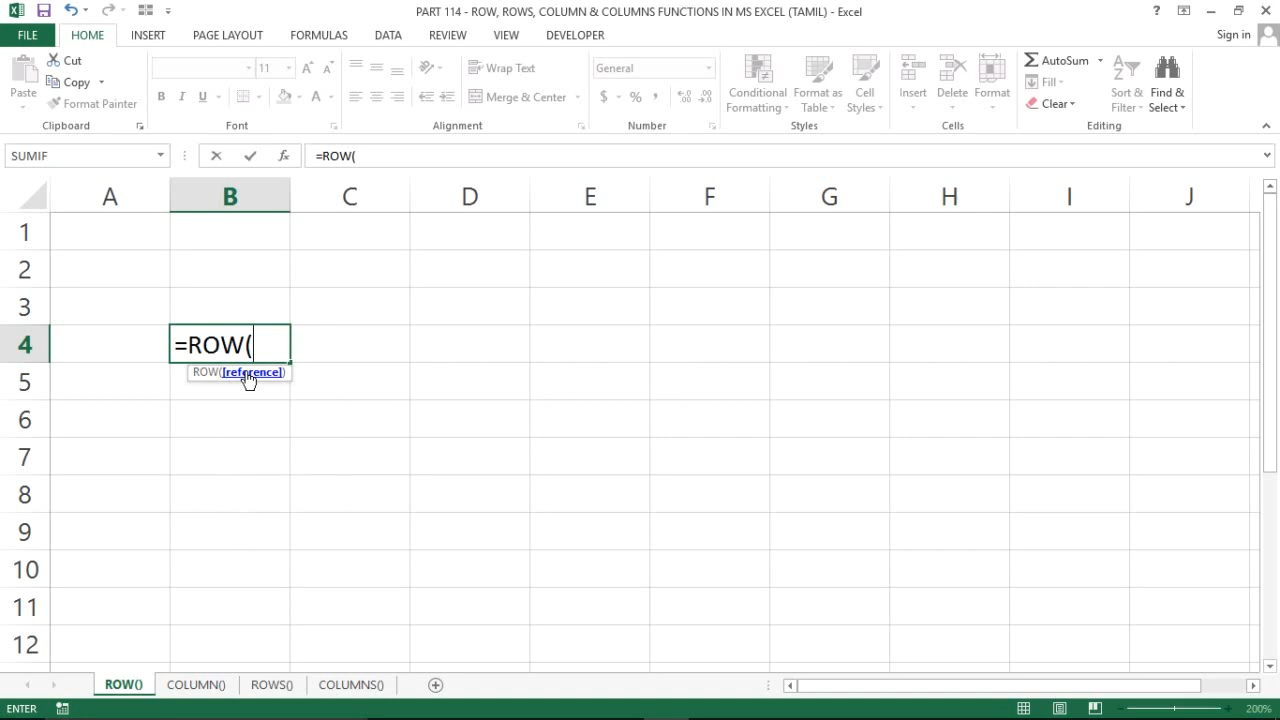 PART 114 - ROW, ROWS, COLUMN & COLUMNS FUNCTIONS IN MS EXCEL (TAMIL) - Excel
?
FILE HOME INSERT PAGE LAYOUT FORMULAS DATA REVIEW VIEW DEVELOPER Sign in
Paste
Cut
Copy
Format Painter
Clipboard
11
B I U A
Font
Wrap Text
Merge & Center
Alignment
General
$ % ,
Number
Conditional Formatting
Format as Table
Cell Styles
Styles
Insert Delete Format
Cells
AutoSum
Fill
Clear
Sort & Filter
Find & Select
Editing
SUMIF =ROW(
A B C D E F G H I J
1
2
3
4 =ROW(
ROW([reference])
5
6
7
8
9
10
11
12
ROW() COLUMN() ROWS() COLUMNS()
ENTER 200%